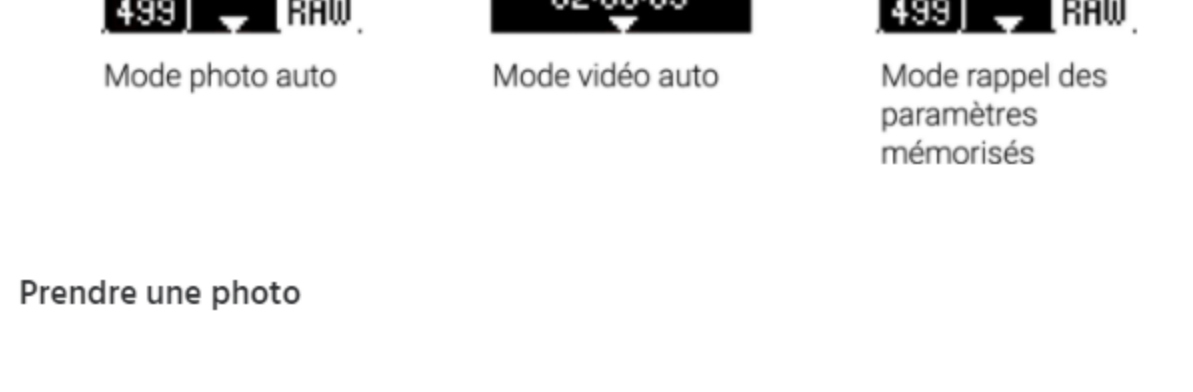 499 RAW 499 RAW
Mode photo auto Mode vidéo auto Mode rappel des
paramètres
mémorisés
Prendre une photo